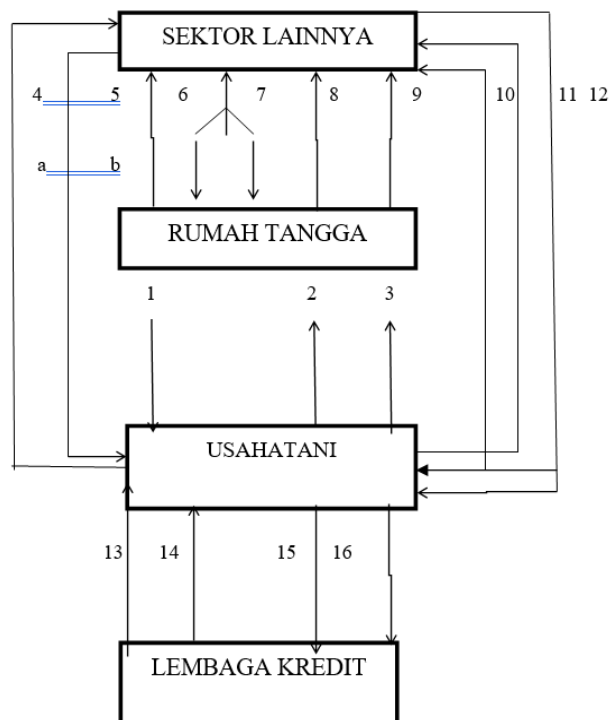 SEKTOR LAINNYA
4 5 6 7 8 9 10 11 12
a b
RUMAH TANGGA
1 2 3
USAHATANI
13 14 15 16
LEMBAGA KREDIT